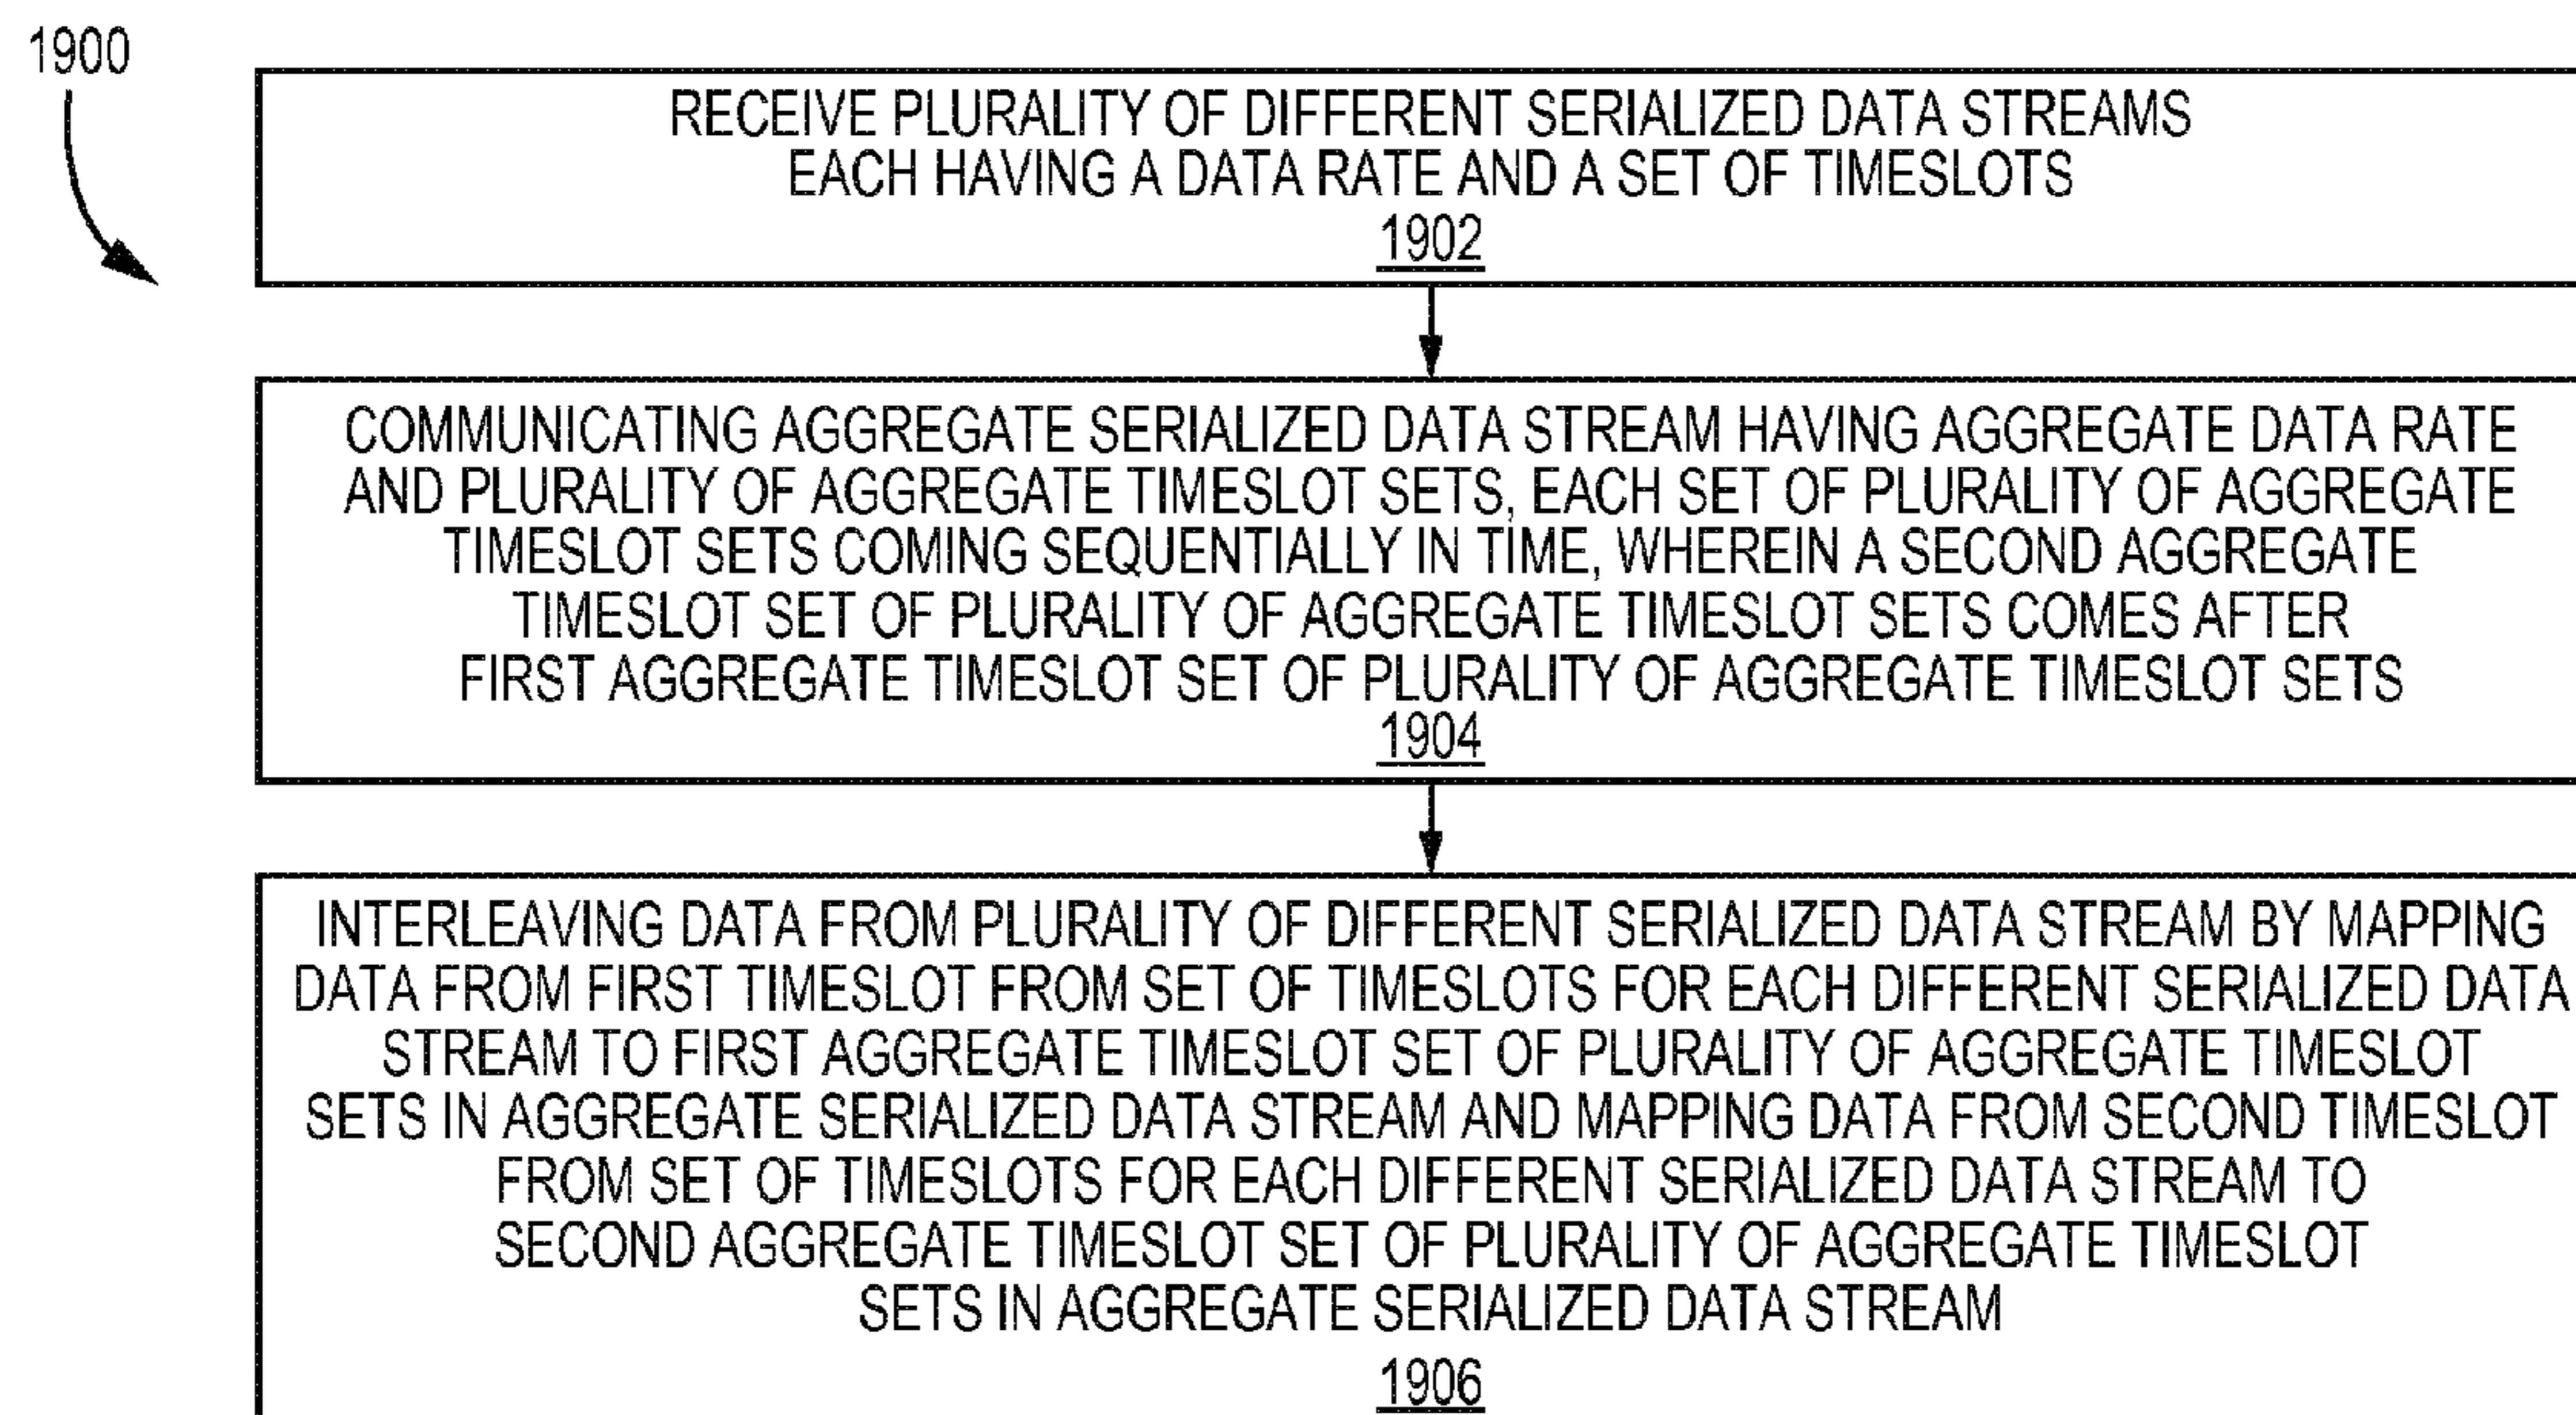 1900
RECEIVE PLURALITY OF DIFFERENT SERIALIZED DATA STREAMS
EACH HAVING A DATA RATE AND A SET OF TIMESLOTS
1902
COMMUNICATING AGGREGATE SERIALIZED DATA STREAM HAVING AGGREGATE DATA RATE
AND PLURALITY OF AGGREGATE TIMESLOT SETS, EACH SET OF PLURALITY OF AGGREGATE
TIMESLOT SETS COMING SEQUENTIALLY IN TIME, WHEREIN A SECOND AGGREGATE
TIMESLOT SET OF PLURALITY OF AGGREGATE TIMESLOT SETS COMES AFTER
FIRST AGGREGATE TIMESLOT SET OF PLURALITY OF AGGREGATE TIMESLOT SETS
1904
INTERLEAVING DATA FROM PLURALITY OF DIFFERENT SERIALIZED DATA STREAM BY MAPPING
DATA FROM FIRST TIMESLOT FROM SET OF TIMESLOTS FOR EACH DIFFERENT SERIALIZED DATA
STREAM TO FIRST AGGREGATE TIMESLOT SET OF PLURALITY OF AGGREGATE TIMESLOT
SETS IN AGGREGATE SERIALIZED DATA STREAM AND MAPPING DATA FROM SECOND TIMESLOT
FROM SET OF TIMESLOTS FOR EACH DIFFERENT SERIALIZED DATA STREAM TO
SECOND AGGREGATE TIMESLOT SET OF PLURALITY OF AGGREGATE TIMESLOT
SETS IN AGGREGATE SERIALIZED DATA STREAM
1906